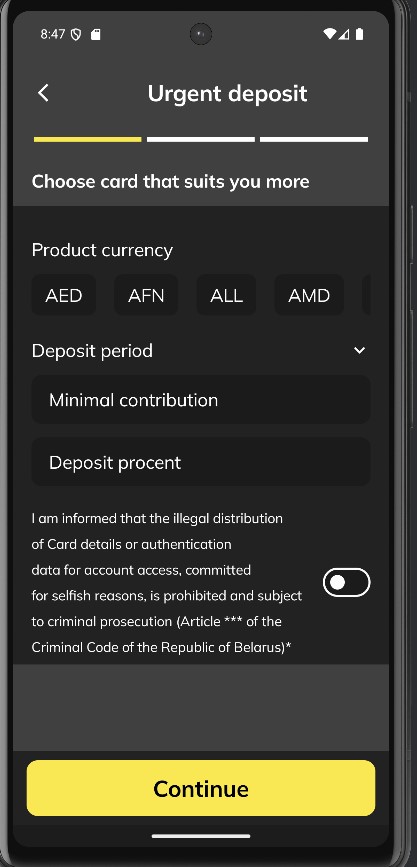 8:47
Urgent deposit
Choose card that suits you more
Product currency
AED AFN ALL AMD
Deposit period
Minimal contribution
Deposit procent
I am informed that the illegal distribution
of Card details or authentication
data for account access, committed
for selfish reasons, is prohibited and subject
to criminal prosecution (Article *** of the
Criminal Code of the Republic of Belarus)*
Continue